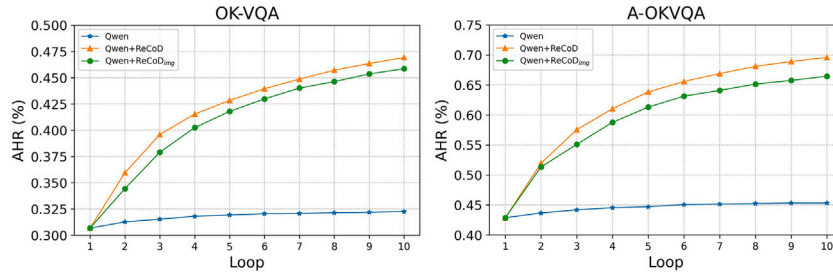 OK-VQA
AHR (%)
0.500
0.475
0.450
0.425
0.400
0.375
0.350
0.325
0.300
Qwen
Qwen+ReCoD
Qwen+ReCoDimg
1 2 3 4 5 6 7 8 9 10
Loop
A-OKVQA
AHR (%)
0.75
0.70
0.65
0.60
0.55
0.50
0.45
0.40
Qwen
Qwen+ReCoD
Qwen+ReCoDimg
1 2 3 4 5 6 7 8 9 10
Loop